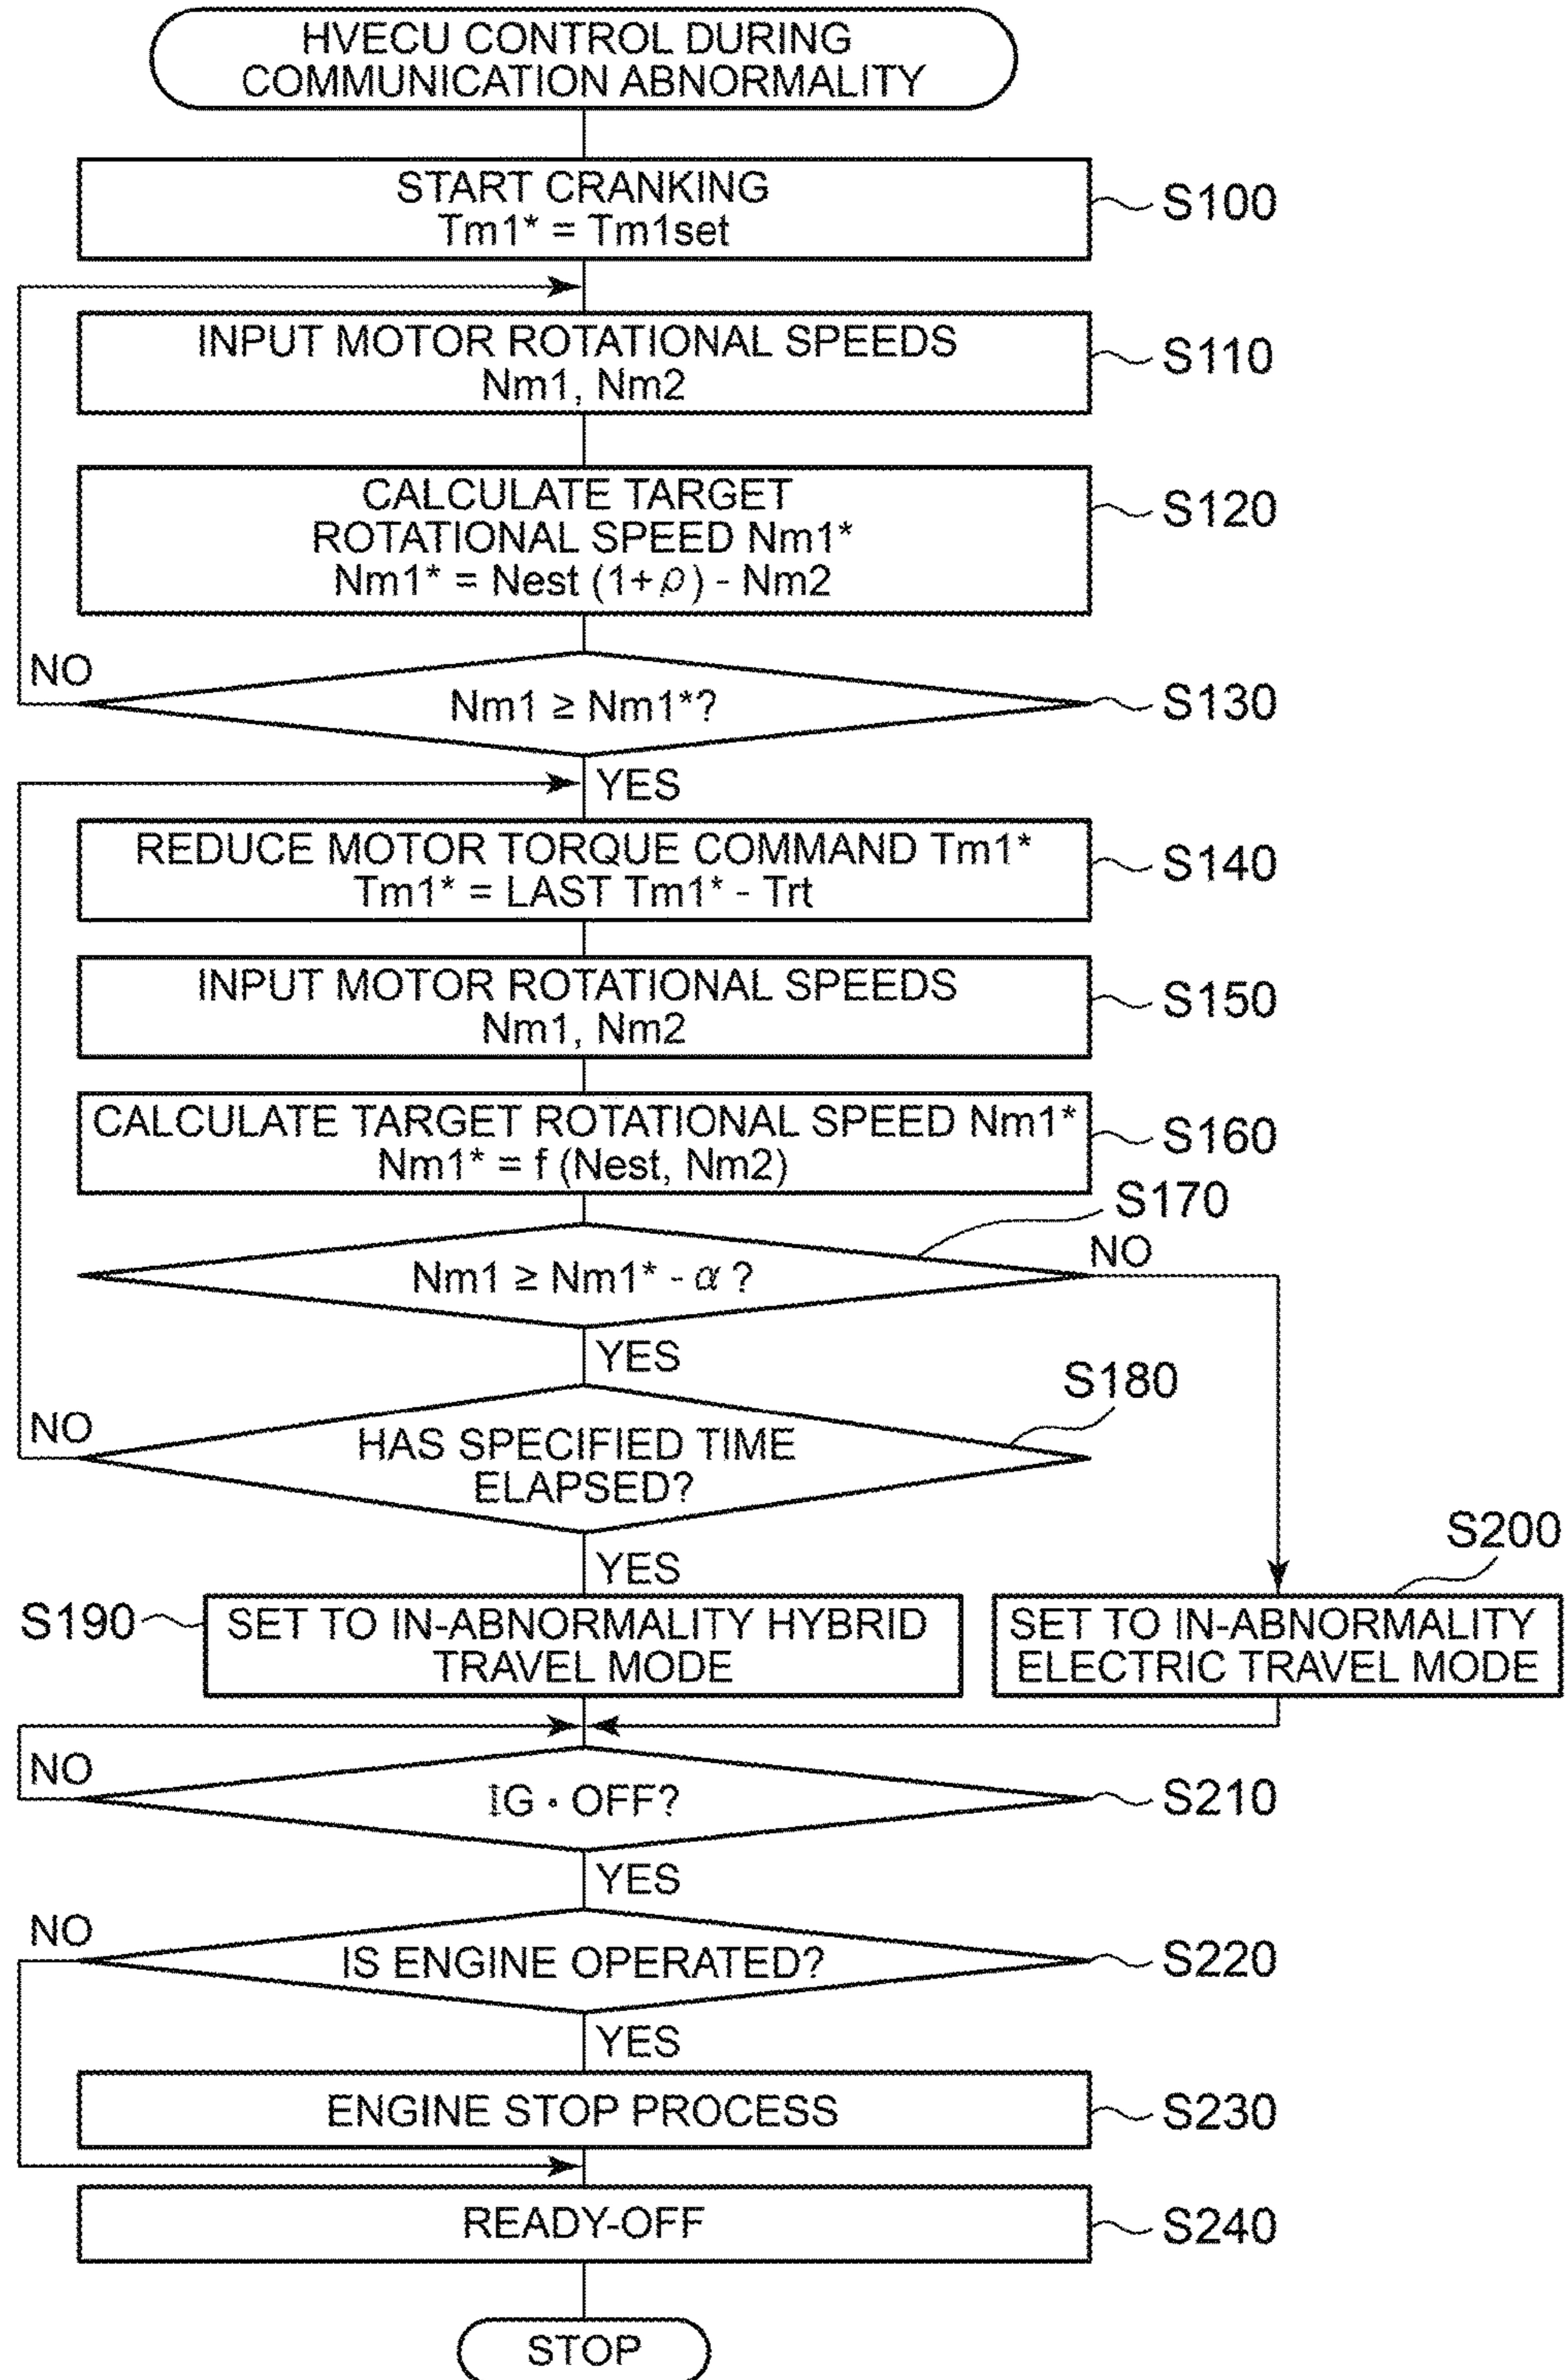 HVECU CONTROL DURING
COMMUNICATION ABNORMALITY
START CRANKING
Tm1* = Tm1set
S100
INPUT MOTOR ROTATIONAL SPEEDS
Nm1, Nm2
S110
CALCULATE TARGET
ROTATIONAL SPEED Nm1*
Nm1* = Nest (1+ρ) - Nm2
S120
NO
Nm1 ≥ Nm1*?
S130
YES
REDUCE MOTOR TORQUE COMMAND Tm1*
Tm1* = LAST Tm1* - Trt
S140
INPUT MOTOR ROTATIONAL SPEEDS
Nm1, Nm2
S150
CALCULATE TARGET ROTATIONAL SPEED Nm1*
Nm1* = f (Nest, Nm2)
S160
S170
Nm1 ≥ Nm1* - α ?
NO
YES
S180
NO
HAS SPECIFIED TIME
ELAPSED?
YES
S200
S190
SET TO IN-ABNORMALITY HYBRID
TRAVEL MODE
SET TO IN-ABNORMALITY
ELECTRIC TRAVEL MODE
NO
IG・OFF?
S210
YES
NO
IS ENGINE OPERATED?
S220
YES
ENGINE STOP PROCESS
S230
READY-OFF
S240
STOP